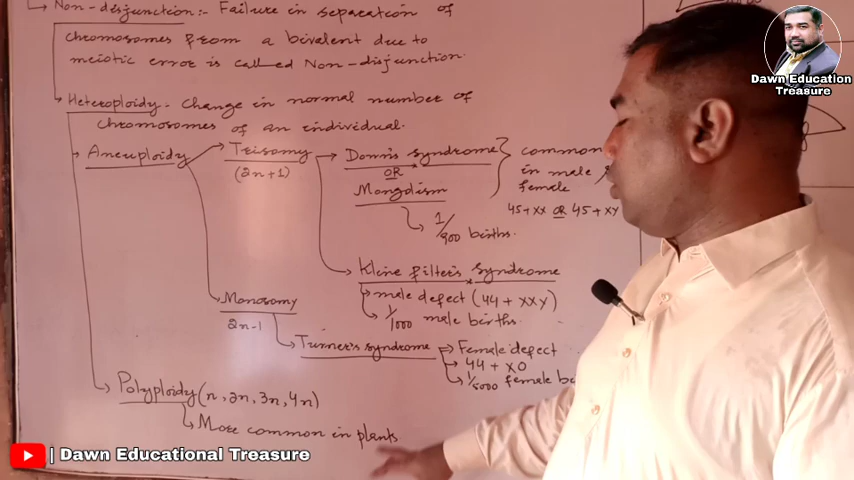 Non-disjunction:- Failure in separation of
chromosomes from a bivalent due to
meiotic error is called Non-disjunction.
Heteroploidy- Change in normal number of
chromosomes of an individual.
Aneuploidy
Trisomy
(2n+1)
Down's syndrome
OR
Mongolism
1/900 births.
common
in male
female
45+XX OR 45+XY
Kline filter's syndrome
male defect (44+XXY)
1/1000 male births.
Monosomy
2n-1
Turner's syndrome
Female defect
44+XO
1/5000 female
Polyploidy (n, 2n, 3n, 4n)
More common in plants
Dawn Education
Treasure
| Dawn Educational Treasure